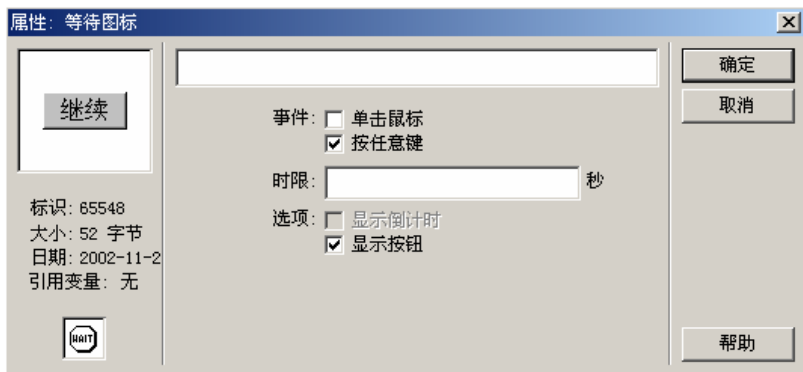 属性: 等待图标
继续
标识: 65548
大小: 52 字节
日期: 2002-11-2
引用变量: 无
WAIT
事件: 单击鼠标
按任意键
时限: 秒
选项: 显示倒计时
显示按钮
确定
取消
帮助